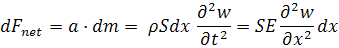 dF_net = a · dm = ρSdx ∂²w/∂t² = SE ∂²w/∂x² dx